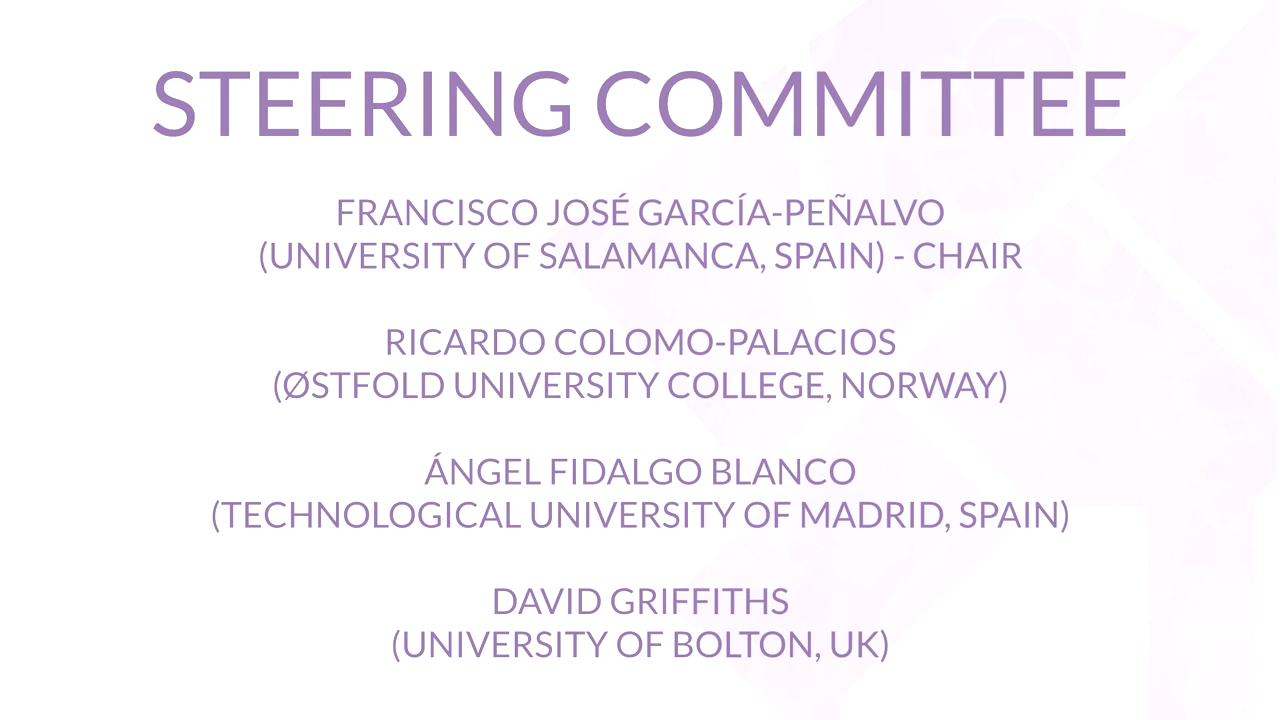 STEERING COMMITTEE
FRANCISCO JOSÉ GARCÍA-PEÑALVO
(UNIVERSITY OF SALAMANCA, SPAIN) - CHAIR
RICARDO COLOMO-PALACIOS
(ØSTFOLD UNIVERSITY COLLEGE, NORWAY)
ÁNGEL FIDALGO BLANCO
(TECHNOLOGICAL UNIVERSITY OF MADRID, SPAIN)
DAVID GRIFFITHS
(UNIVERSITY OF BOLTON, UK)